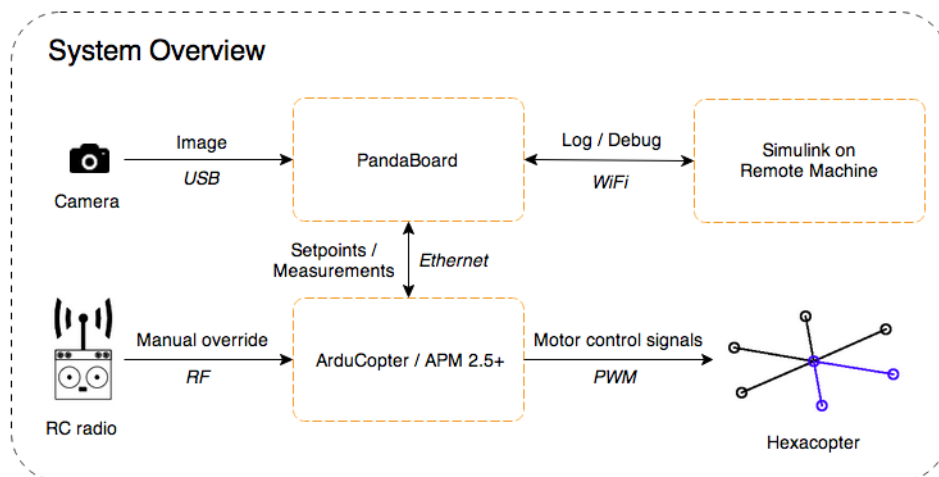 System Overview
Image
USB
Camera
PandaBoard
Log / Debug
WiFi
Simulink on
Remote Machine
Setpoints /
Measurements
Ethernet
Manual override
RF
RC radio
ArduCopter / APM 2.5+
Motor control signals
PWM
Hexacopter